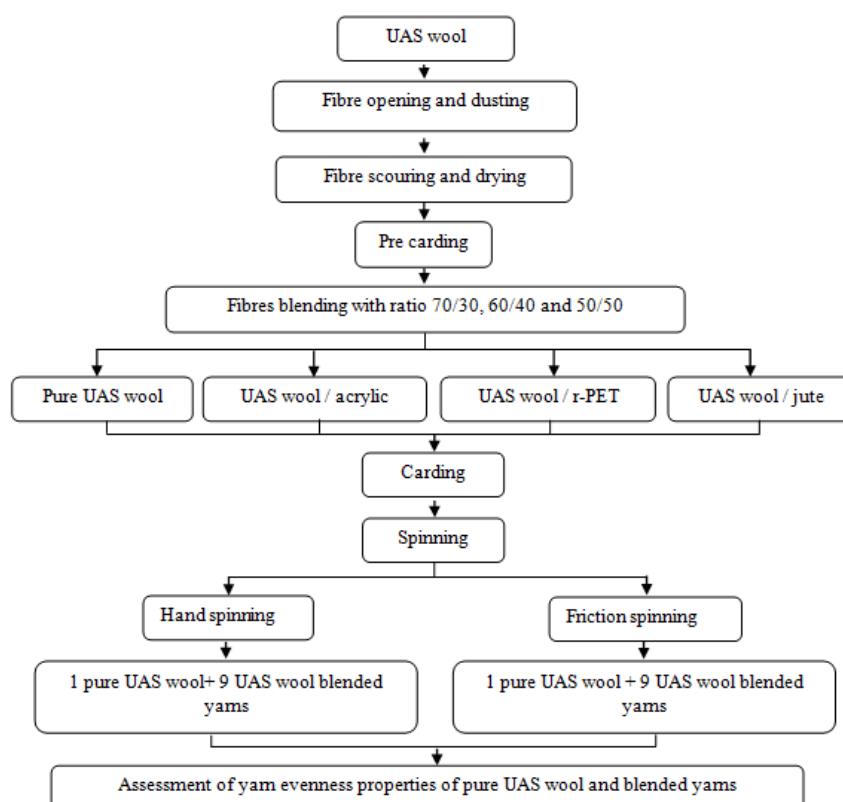 UAS wool
Fibre opening and dusting
Fibre scouring and drying
Pre carding
Fibres blending with ratio 70/30, 60/40 and 50/50
Pure UAS wool
UAS wool / acrylic
UAS wool / r-PET
UAS wool / jute
Carding
Spinning
Hand spinning
Friction spinning
1 pure UAS wool+ 9 UAS wool blended
yarns
1 pure UAS wool + 9 UAS wool blended
yarns
Assessment of yarn evenness properties of pure UAS wool and blended yarns